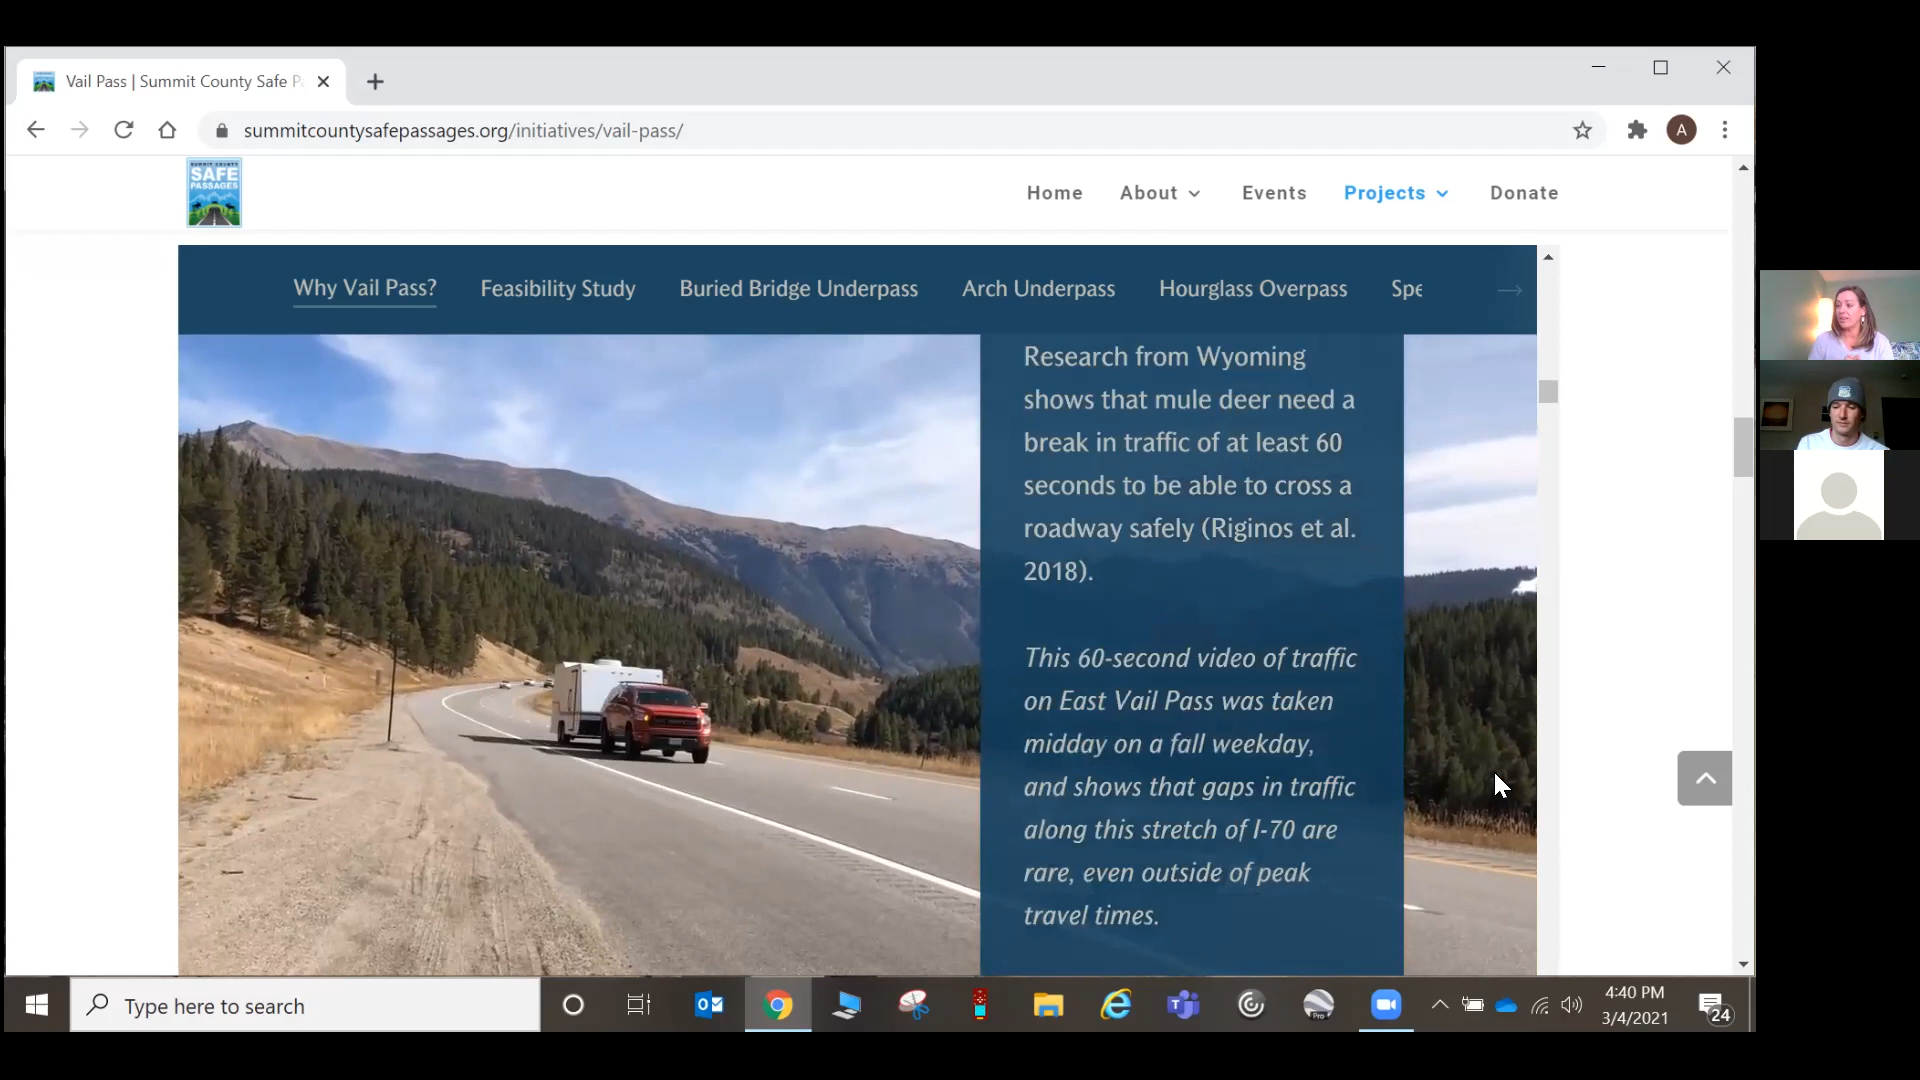 Vail Pass | Summit County Safe P
summitcountysafepassages.org/initiatives/vail-pass/
A
SUMMIT COUNTY
SAFE
PASSAGES
Home
About
Events
Projects
Donate
Why Vail Pass?
Feasibility Study
Buried Bridge Underpass
Arch Underpass
Hourglass Overpass
Spe
Research from Wyoming
shows that mule deer need a
break in traffic of at least 60
seconds to be able to cross a
roadway safely (Riginos et al.
2018).
This 60-second video of traffic
on East Vail Pass was taken
midday on a fall weekday,
and shows that gaps in traffic
along this stretch of I-70 are
rare, even outside of peak
travel times.
Type here to search
Pro
4:40 PM
3/4/2021
24